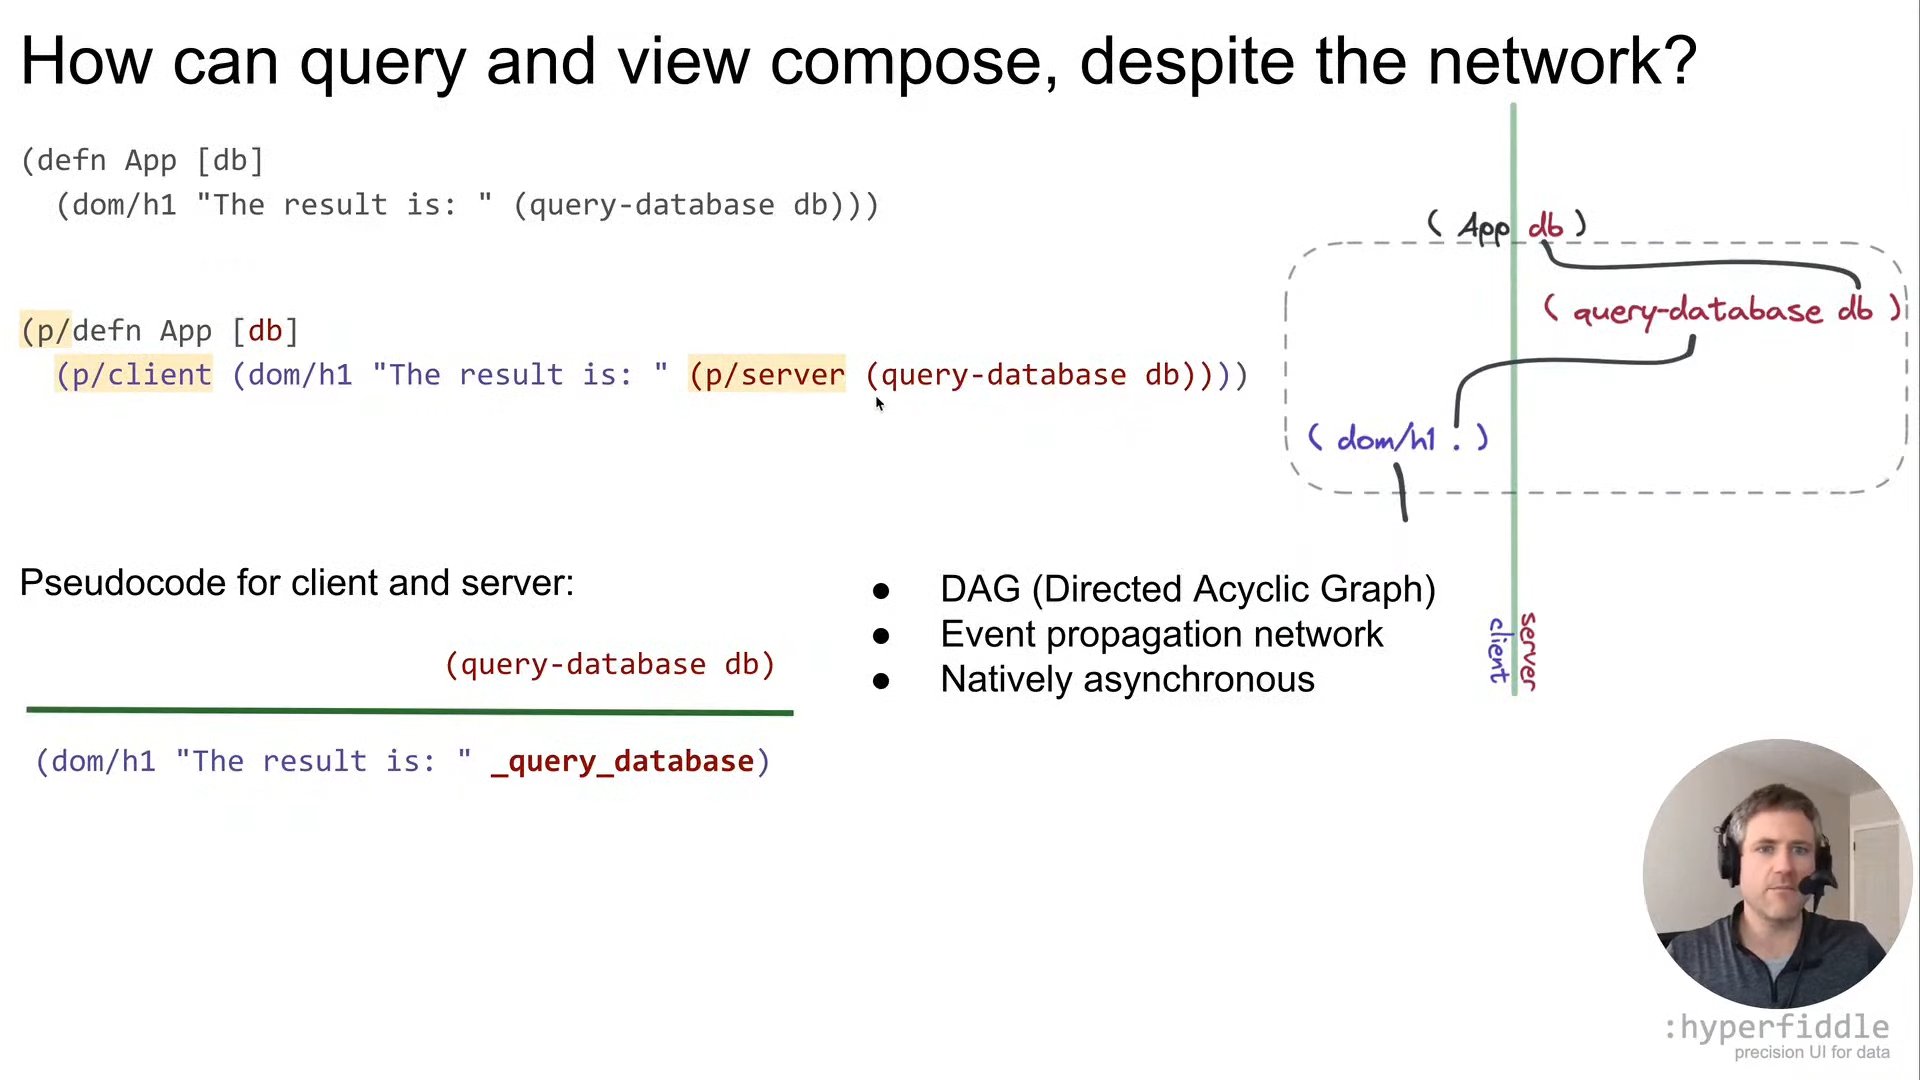 How can query and view compose, despite the network?
(defn App [db]
(dom/h1 "The result is: " (query-database db)))
(p/defn App [db]
(p/client (dom/h1 "The result is: " (p/server (query-database db)))))
( App db )
( query-database db )
( dom/h1 . )
client
server
Pseudocode for client and server:
(query-database db)
(dom/h1 "The result is: " _query_database)
● DAG (Directed Acyclic Graph)
● Event propagation network
● Natively asynchronous
:hyperfiddle
precision UI for data